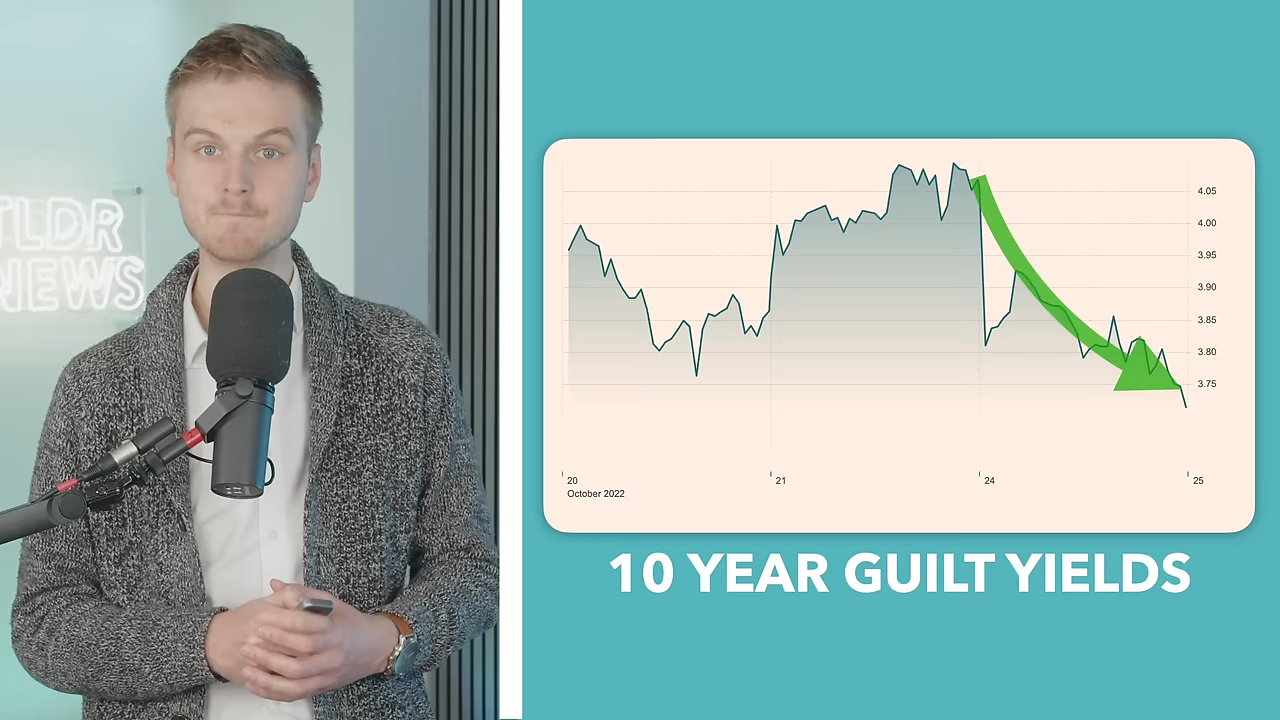 TLDR
NEWS
4.05
4.00
3.95
3.90
3.85
3.80
3.75
20
21
24
25
October 2022
10 YEAR GUILT YIELDS